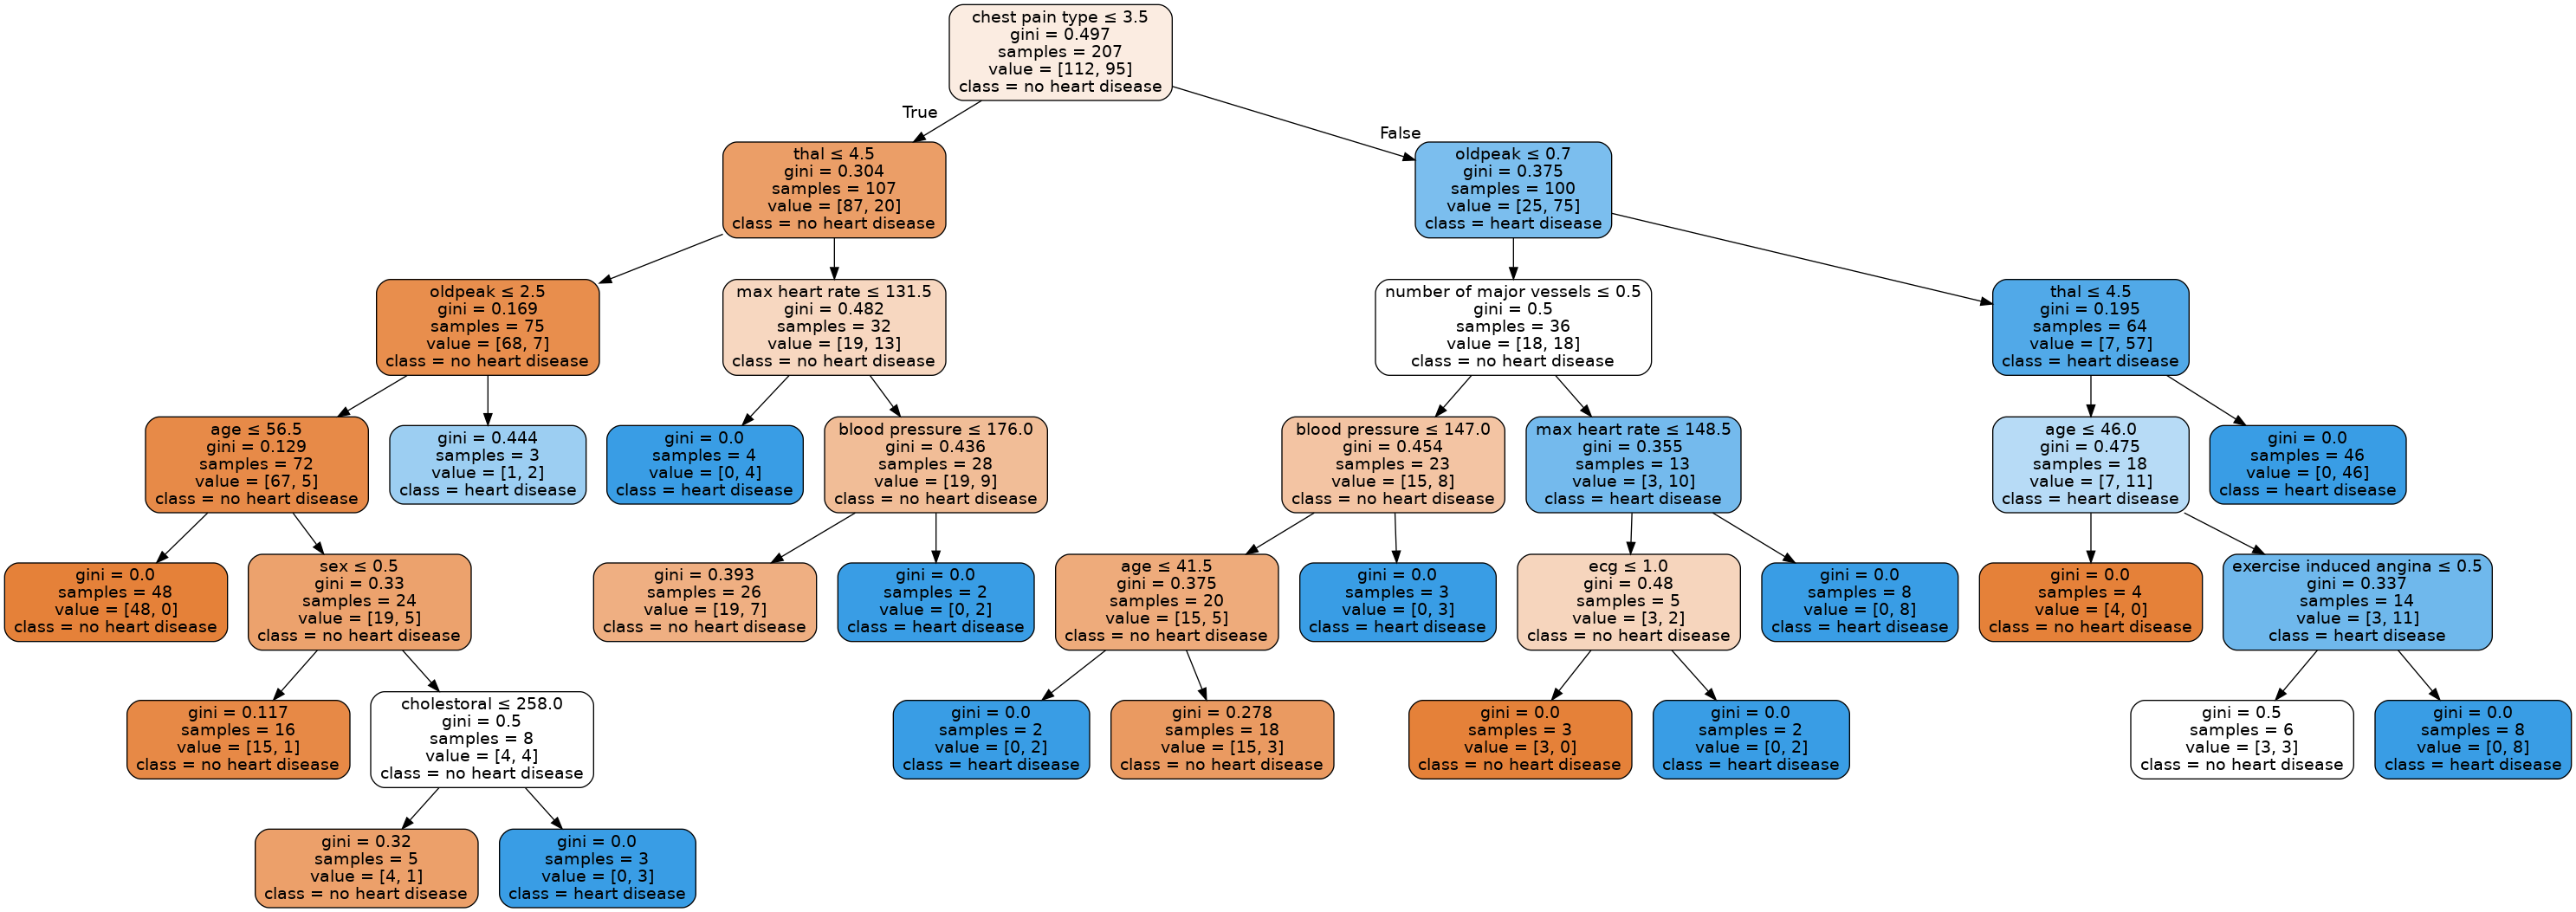 chest pain type ≤ 3.5
gini = 0.497
samples = 207
value = [112, 95]
class = no heart disease
True
False
thal ≤ 4.5
gini = 0.304
samples = 107
value = [87, 20]
class = no heart disease
oldpeak ≤ 0.7
gini = 0.375
samples = 100
value = [25, 75]
class = heart disease
oldpeak ≤ 2.5
gini = 0.169
samples = 75
value = [68, 7]
class = no heart disease
max heart rate ≤ 131.5
gini = 0.482
samples = 32
value = [19, 13]
class = no heart disease
number of major vessels ≤ 0.5
gini = 0.5
samples = 36
value = [18, 18]
class = no heart disease
thal ≤ 4.5
gini = 0.195
samples = 64
value = [7, 57]
class = heart disease
age ≤ 56.5
gini = 0.129
samples = 72
value = [67, 5]
class = no heart disease
gini = 0.444
samples = 3
value = [1, 2]
class = heart disease
gini = 0.0
samples = 4
value = [0, 4]
class = heart disease
blood pressure ≤ 176.0
gini = 0.436
samples = 28
value = [19, 9]
class = no heart disease
blood pressure ≤ 147.0
gini = 0.454
samples = 23
value = [15, 8]
class = no heart disease
max heart rate ≤ 148.5
gini = 0.355
samples = 13
value = [3, 10]
class = heart disease
age ≤ 46.0
gini = 0.475
samples = 18
value = [7, 11]
class = heart disease
gini = 0.0
samples = 46
value = [0, 46]
class = heart disease
gini = 0.0
samples = 48
value = [48, 0]
class = no heart disease
sex ≤ 0.5
gini = 0.33
samples = 24
value = [19, 5]
class = no heart disease
gini = 0.393
samples = 26
value = [19, 7]
class = no heart disease
gini = 0.0
samples = 2
value = [0, 2]
class = heart disease
age ≤ 41.5
gini = 0.375
samples = 20
value = [15, 5]
class = no heart disease
gini = 0.0
samples = 3
value = [0, 3]
class = heart disease
ecg ≤ 1.0
gini = 0.48
samples = 5
value = [3, 2]
class = no heart disease
gini = 0.0
samples = 8
value = [0, 8]
class = heart disease
gini = 0.0
samples = 4
value = [4, 0]
class = no heart disease
exercise induced angina ≤ 0.5
gini = 0.337
samples = 14
value = [3, 11]
class = heart disease
gini = 0.117
samples = 16
value = [15, 1]
class = no heart disease
cholestoral ≤ 258.0
gini = 0.5
samples = 8
value = [4, 4]
class = no heart disease
gini = 0.0
samples = 2
value = [0, 2]
class = heart disease
gini = 0.278
samples = 18
value = [15, 3]
class = no heart disease
gini = 0.0
samples = 3
value = [3, 0]
class = no heart disease
gini = 0.0
samples = 2
value = [0, 2]
class = heart disease
gini = 0.5
samples = 6
value = [3, 3]
class = no heart disease
gini = 0.0
samples = 8
value = [0, 8]
class = heart disease
gini = 0.32
samples = 5
value = [4, 1]
class = no heart disease
gini = 0.0
samples = 3
value = [0, 3]
class = heart disease